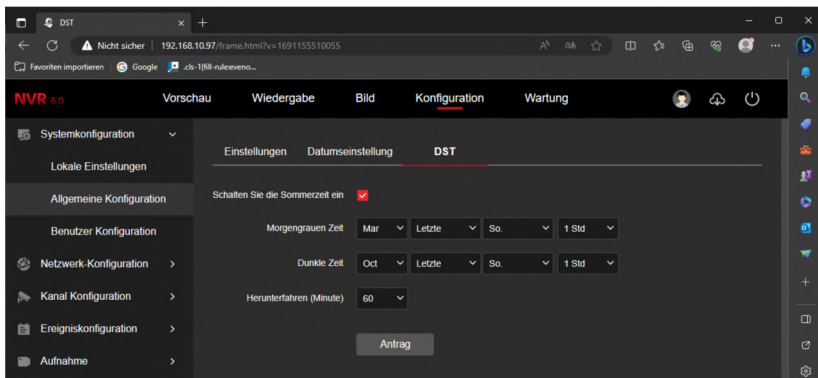 DST
Nicht sicher 192.168.10.97/frame.html?v=1691155510055
Favoriten importieren Google .cls-1{fill-rule:eveno...
NVR 6.0 Vorschau Wiedergabe Bild Konfiguration Wartung
Systemkonfiguration
Lokale Einstellungen
Allgemeine Konfiguration
Benutzer Konfiguration
Netzwerk-Konfiguration
Kanal Konfiguration
Ereigniskonfiguration
Aufnahme
Einstellungen Datumseinstellung DST
Schalten Sie die Sommerzeit ein
Morgengrauen Zeit Mar Letzte So. 1 Std
Dunkle Zeit Oct Letzte So. 1 Std
Herunterfahren (Minute) 60
Antrag